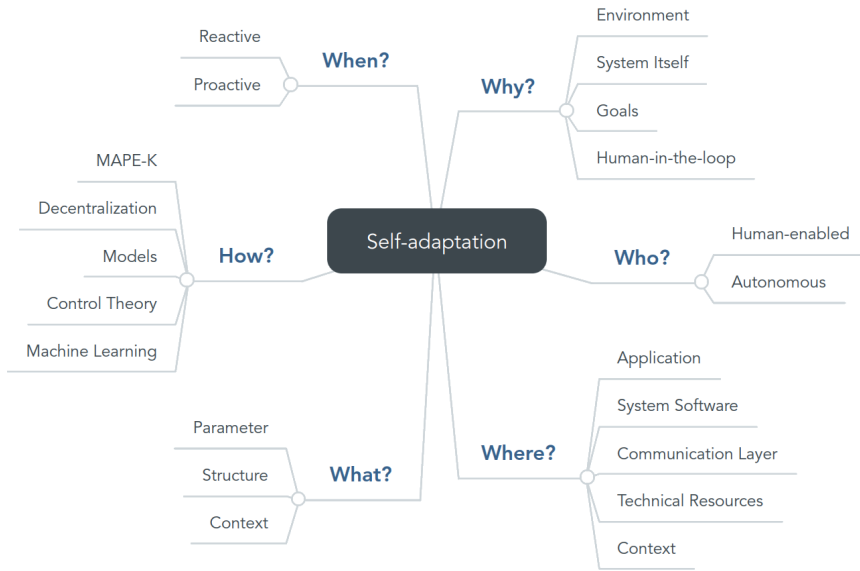 Self-adaptation
When?
Reactive
Proactive
Why?
Environment
System Itself
Goals
Human-in-the-loop
How?
MAPE-K
Decentralization
Models
Control Theory
Machine Learning
Who?
Human-enabled
Autonomous
What?
Parameter
Structure
Context
Where?
Application
System Software
Communication Layer
Technical Resources
Context